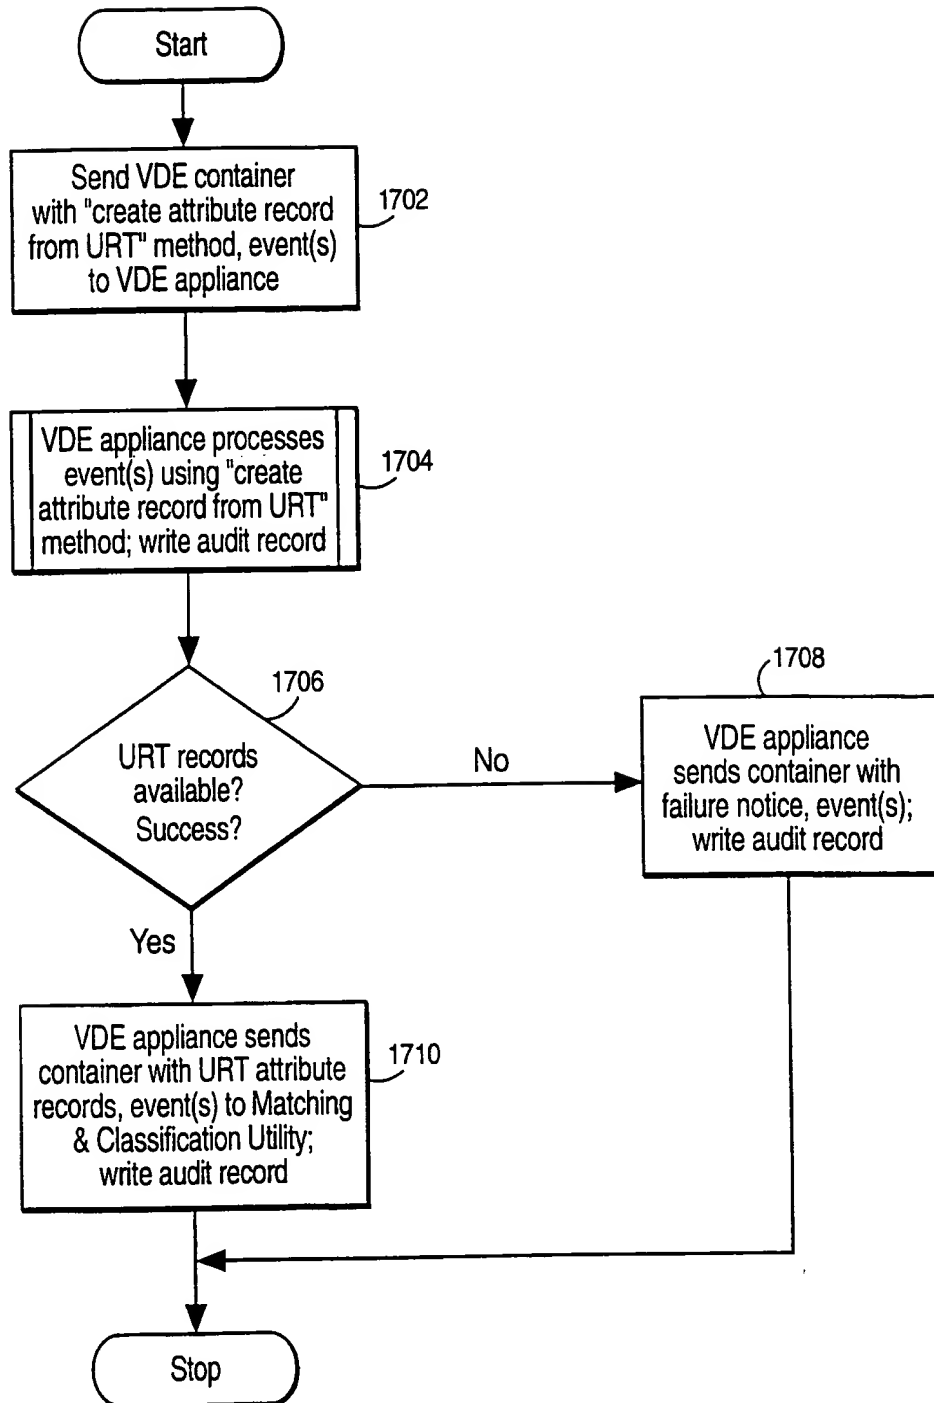 Start
Send VDE container
with "create attribute record
from URT" method, event(s)
to VDE appliance
1702
VDE appliance processes
event(s) using "create
attribute record from URT"
method; write audit record
1704
1706
URT records
available?
Success?
No
1708
VDE appliance
sends container with
failure notice, event(s);
write audit record
Yes
VDE appliance sends
container with URT attribute
records, event(s) to Matching
& Classification Utility;
write audit record
1710
Stop